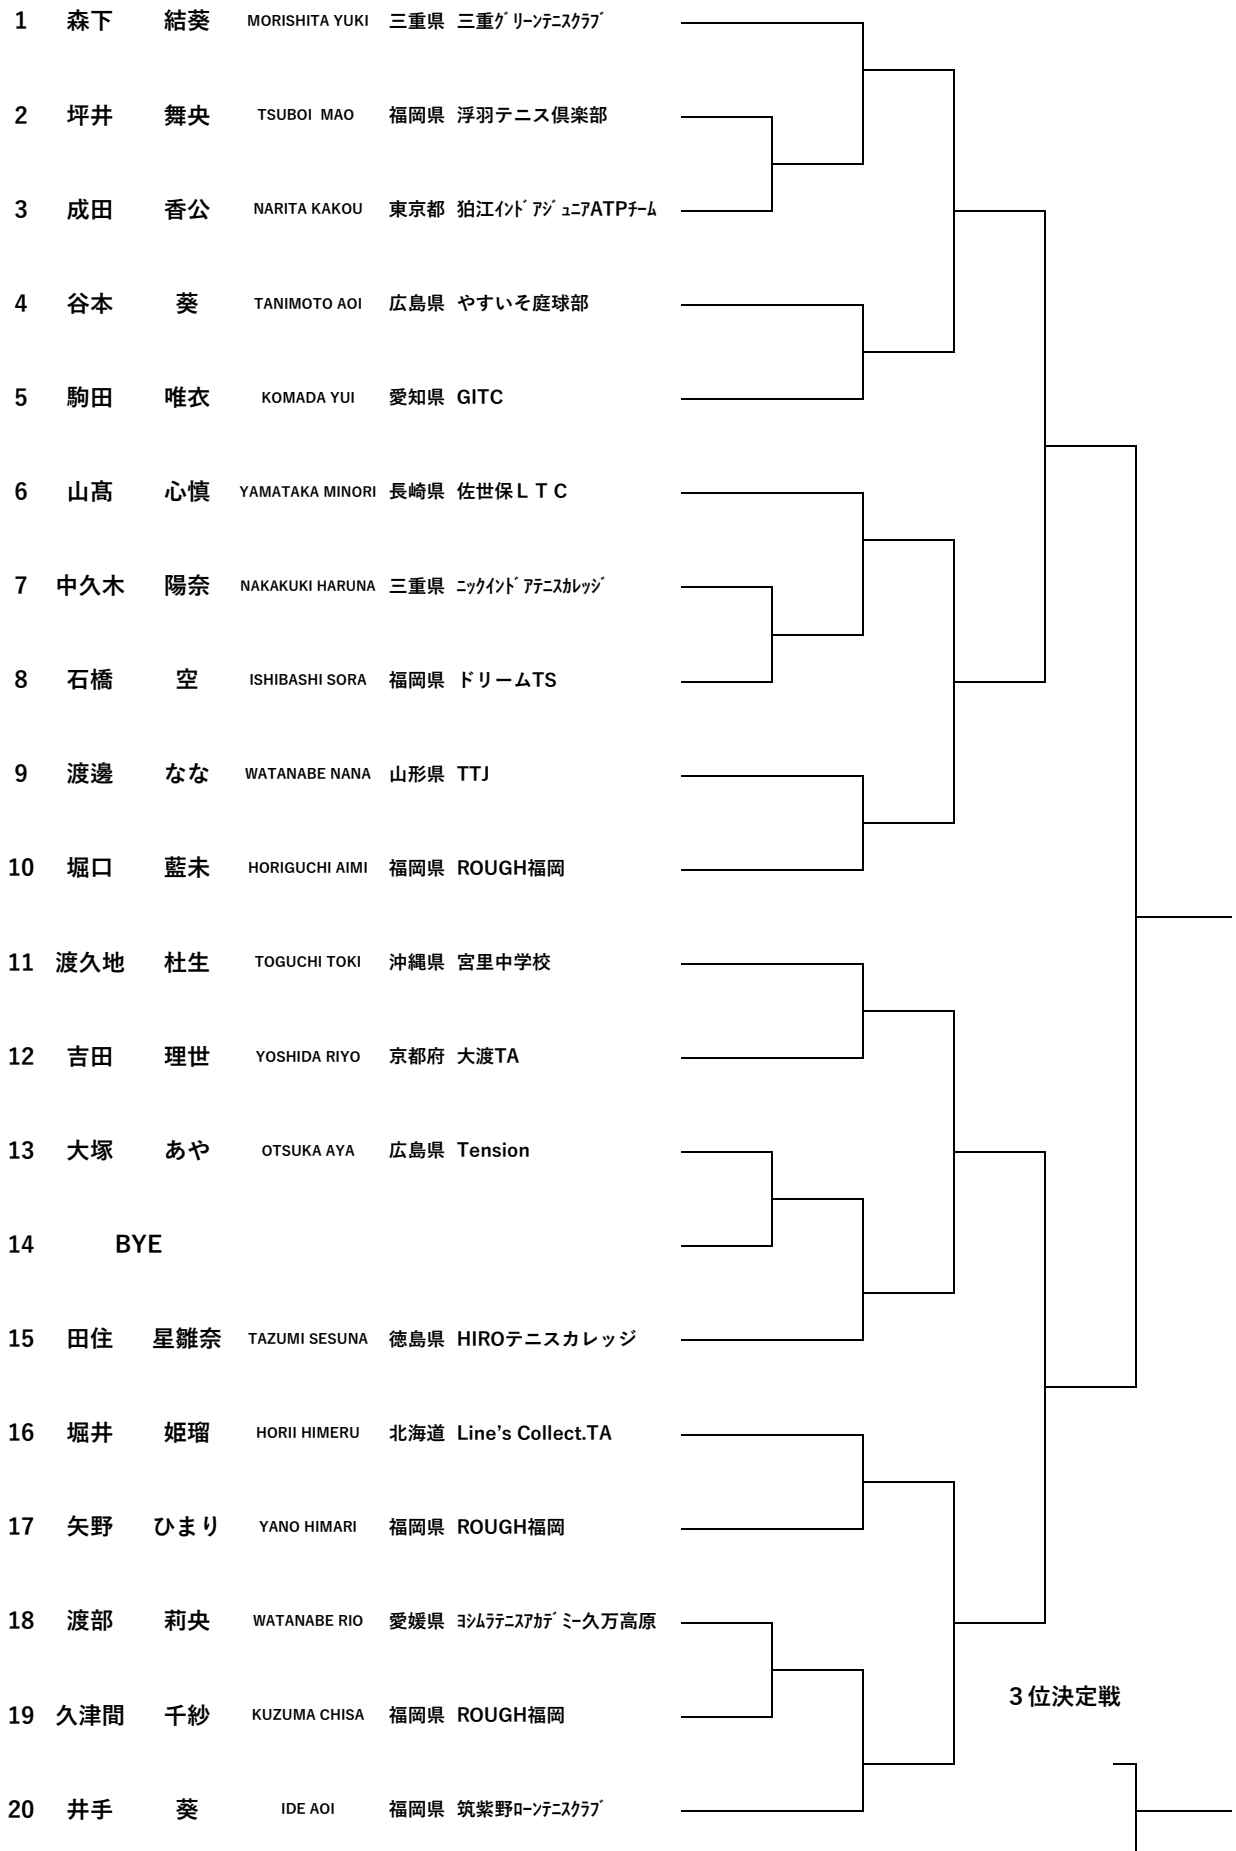 1 森下 結葵 MORISHITA YUKI 三重県 三重ｸﾞﾘｰﾝﾃﾆｽｸﾗﾌﾞ
2 坪井 舞央 TSUBOI MAO 福岡県 浮羽テニス倶楽部
3 成田 香公 NARITA KAKOU 東京都 狛江ｲﾝﾄﾞｱｼﾞｭﾆｱATPﾁｰﾑ
4 谷本 葵 TANIMOTO AOI 広島県 やすいそ庭球部
5 駒田 唯衣 KOMADA YUI 愛知県 GITC
6 山髙 心慎 YAMATAKA MINORI 長崎県 佐世保ＬＴＣ
7 中久木 陽奈 NAKAKUKI HARUNA 三重県 ﾆｯｸｲﾝﾄﾞｱﾃﾆｽｶﾚｯｼﾞ
8 石橋 空 ISHIBASHI SORA 福岡県 ドリームTS
9 渡邊 なな WATANABE NANA 山形県 TTJ
10 堀口 藍未 HORIGUCHI AIMI 福岡県 ROUGH福岡
11 渡久地 杜生 TOGUCHI TOKI 沖縄県 宮里中学校
12 吉田 理世 YOSHIDA RIYO 京都府 大渡TA
13 大塚 あや OTSUKA AYA 広島県 Tension
14 BYE
15 田住 星雛奈 TAZUMI SESUNA 徳島県 HIROテニスカレッジ
16 堀井 姫瑠 HORII HIMERU 北海道 Line’s Collect.TA
17 矢野 ひまり YANO HIMARI 福岡県 ROUGH福岡
18 渡部 莉央 WATANABE RIO 愛媛県 ﾖｼﾑﾗﾃﾆｽｱｶﾃﾞﾐｰ久万高原
３位決定戦
19 久津間 千紗 KUZUMA CHISA 福岡県 ROUGH福岡
20 井手 葵 IDE AOI 福岡県 筑紫野ﾛｰﾝﾃﾆｽｸﾗﾌﾞ